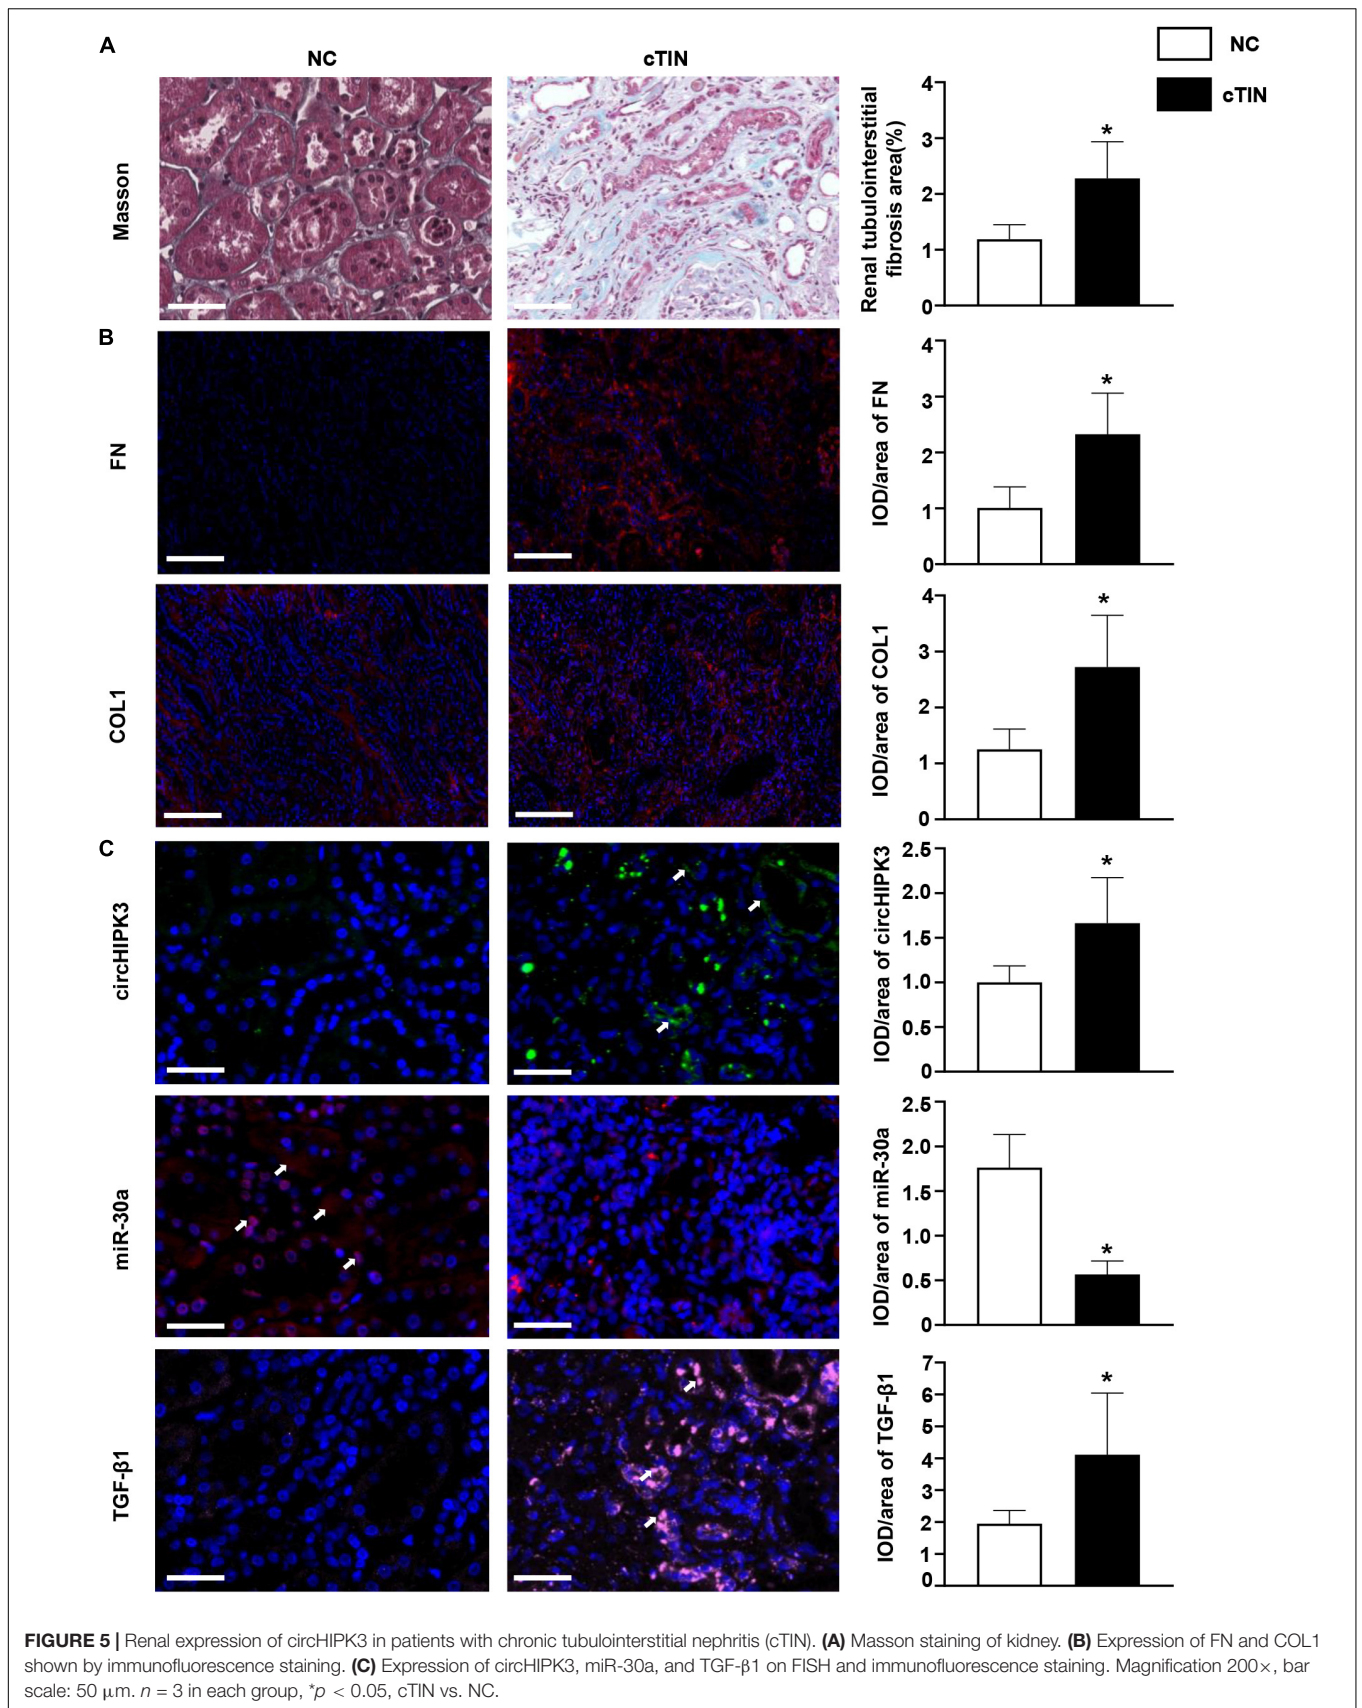 A
NC
cTIN
NC
cTIN
Masson
Renal tubulointerstitial
fibrosis area(%)
4
3
2
1
0
*
B
FN
IOD/area of FN
4
3
2
1
0
*
COL1
IOD/area of COL1
4
3
2
1
0
*
C
circHIPK3
IOD/area of circHIPK3
2.5
2.0
1.5
1.0
0.5
0
*
miR-30a
IOD/area of miR-30a
2.5
2.0
1.5
1.0
0.5
0
*
TGF-β1
IOD/area of TGF-β1
7
6
5
4
3
2
1
0
*
FIGURE 5 | Renal expression of circHIPK3 in patients with chronic tubulointerstitial nephritis (cTIN). (A) Masson staining of kidney. (B) Expression of FN and COL1
shown by immunofluorescence staining. (C) Expression of circHIPK3, miR-30a, and TGF-β1 on FISH and immunofluorescence staining. Magnification 200×, bar
scale: 50 μm. n = 3 in each group, *p < 0.05, cTIN vs. NC.